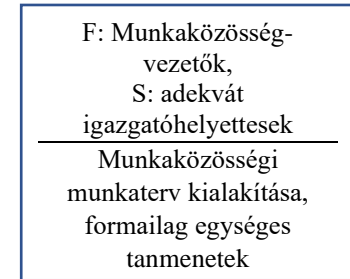 F: Munkaközösség-
vezetők,
S: adekvát
igazgatóhelyettesek
Munkaközösségi
munkaterv kialakítása,
formailag egységes
tanmenetek